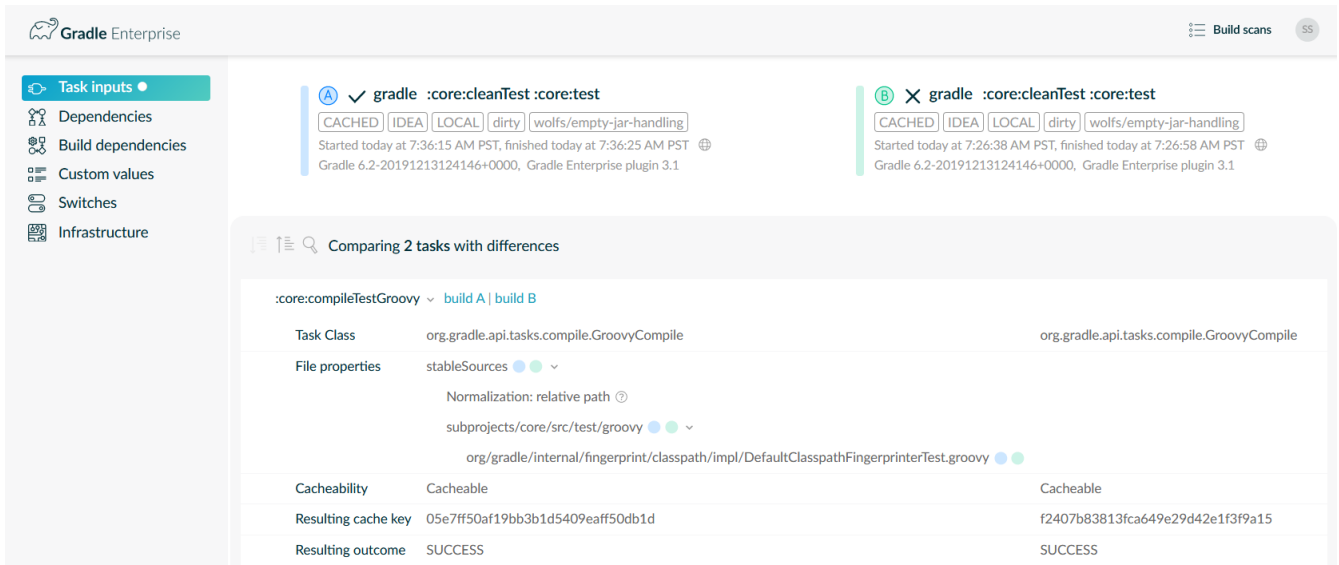 Gradle Enterprise
Build scans
SS
Task inputs
Dependencies
Build dependencies
Custom values
Switches
Infrastructure
A gradle :core:cleanTest :core:test
CACHED IDEA LOCAL dirty wolfs/empty-jar-handling
Started today at 7:36:15 AM PST, finished today at 7:36:25 AM PST
Gradle 6.2-20191213124146+0000, Gradle Enterprise plugin 3.1
B gradle :core:cleanTest :core:test
CACHED IDEA LOCAL dirty wolfs/empty-jar-handling
Started today at 7:26:38 AM PST, finished today at 7:26:58 AM PST
Gradle 6.2-20191213124146+0000, Gradle Enterprise plugin 3.1
Comparing 2 tasks with differences
:core:compileTestGroovy build A | build B
Task Class org.gradle.api.tasks.compile.GroovyCompile org.gradle.api.tasks.compile.GroovyCompile
File properties stableSources
Normalization: relative path ?
subprojects/core/src/test/groovy
org/gradle/internal/fingerprint/classpath/impl/DefaultClasspathFingerprinterTest.groovy
Cacheability Cacheable Cacheable
Resulting cache key 05e7ff50af19bb3b1d5409eaff50db1d f2407b83813fca649e29d42e1f3f9a15
Resulting outcome SUCCESS SUCCESS